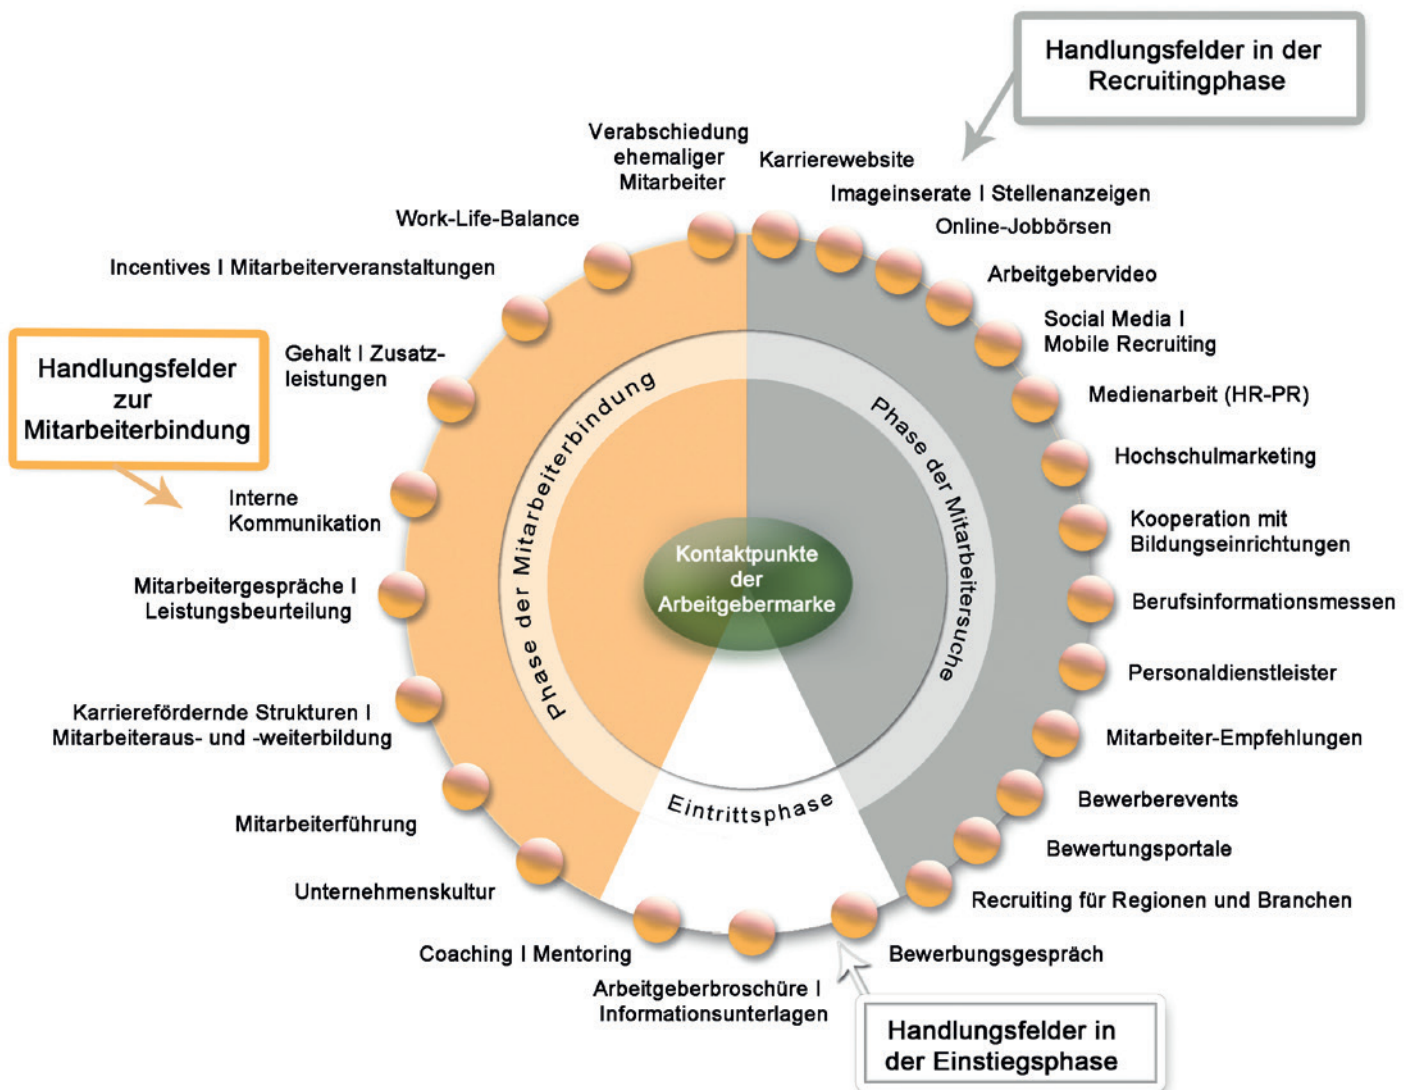 Handlungsfelder in der
Recruitingphase
Verabschiedung
ehemaliger
Mitarbeiter
Karrierewebsite
Imageinserate I Stellenanzeigen
Online-Jobbörsen
Arbeitgebervideo
Social Media I
Mobile Recruiting
Medienarbeit (HR-PR)
Hochschulmarketing
Kooperation mit
Bildungseinrichtungen
Berufsinformationsmessen
Personaldienstleister
Mitarbeiter-Empfehlungen
Bewerberevents
Bewertungsportale
Recruiting für Regionen und Branchen
Bewerbungsgespräch
Handlungsfelder in
der Einstiegsphase
Arbeitgeberbroschüre I
Informationsunterlagen
Coaching I Mentoring
Unternehmenskultur
Mitarbeiterführung
Karrierefördernde Strukturen I
Mitarbeiteraus- und -weiterbildung
Mitarbeitergespräche I
Leistungsbeurteilung
Interne
Kommunikation
Handlungsfelder
zur
Mitarbeiterbindung
Gehalt I Zusatz-
leistungen
Incentives I Mitarbeiterveranstaltungen
Work-Life-Balance
Phase der Mitarbeiterbindung
Phase der Mitarbeitersuche
Eintrittsphase
Kontaktpunkte
der
Arbeitgebermarke